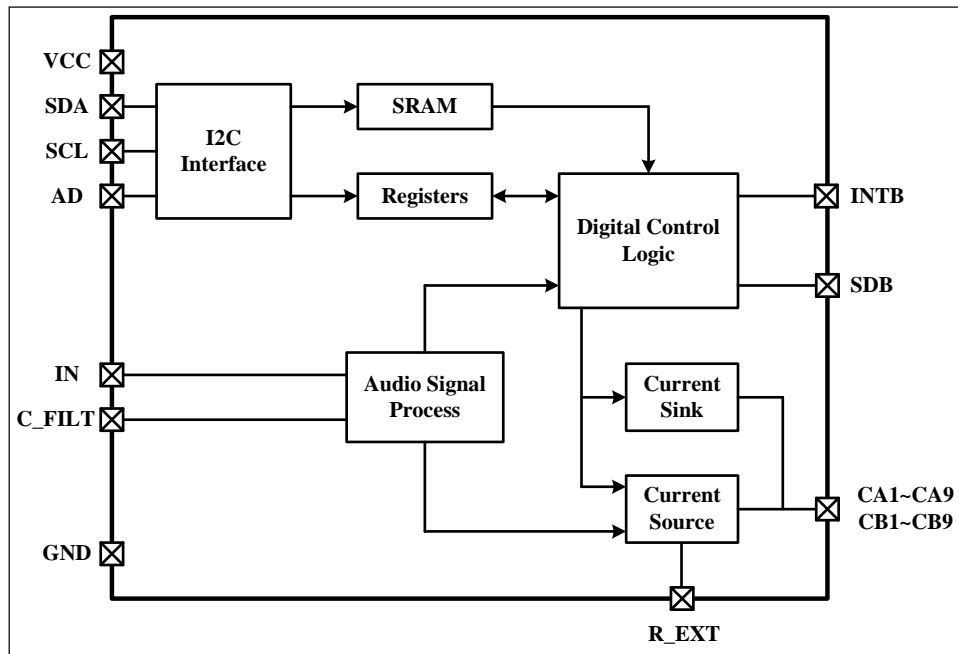 VCC
SDA
SCL
AD
I2C
Interface
SRAM
Registers
Digital Control
Logic
INTB
SDB
IN
C_FILT
Audio Signal
Process
Current
Sink
Current
Source
CA1~CA9
CB1~CB9
GND
R_EXT